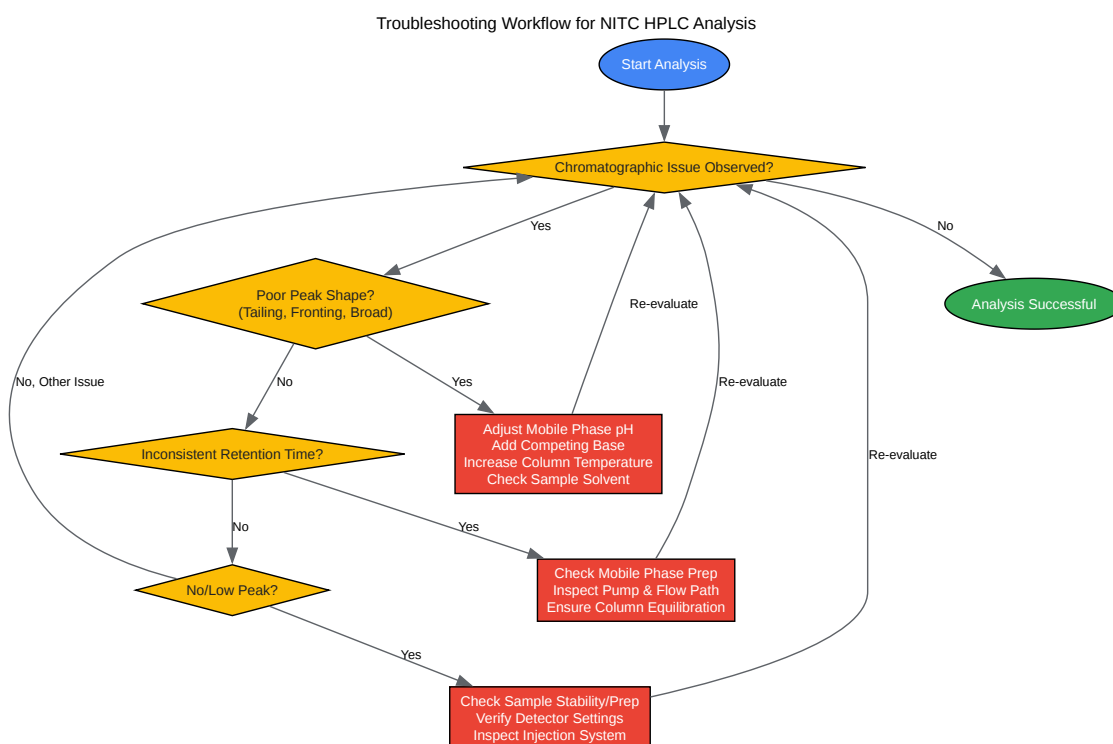 Troubleshooting Workflow for NITC HPLC Analysis
Start Analysis
Chromatographic Issue Observed?
Yes
No
Poor Peak Shape?
(Tailing, Fronting, Broad)
Analysis Successful
Re-evaluate
No, Other Issue
No
Yes
Re-evaluate
Adjust Mobile Phase pH
Add Competing Base
Increase Column Temperature
Check Sample Solvent
Inconsistent Retention Time?
Re-evaluate
No
Yes
Check Mobile Phase Prep
Inspect Pump & Flow Path
Ensure Column Equilibration
No/Low Peak?
Yes
Check Sample Stability/Prep
Verify Detector Settings
Inspect Injection System